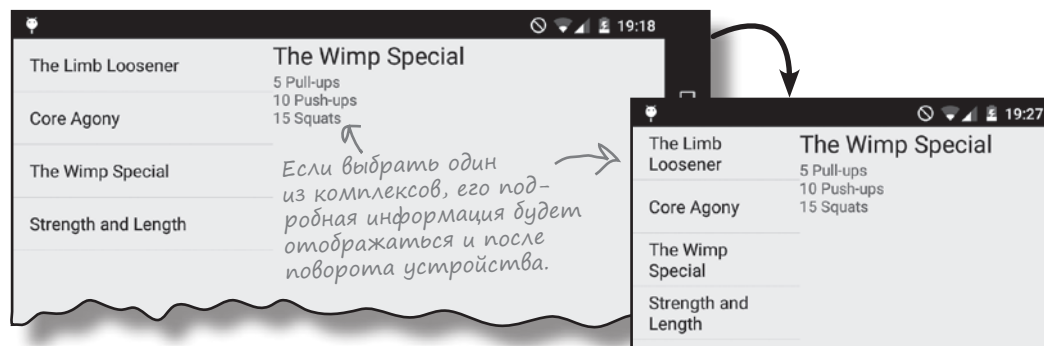 19:18
The Limb Loosener
Core Agony
The Wimp Special
Strength and Length
The Wimp Special
5 Pull-ups
10 Push-ups
15 Squats
Если выбрать один
из комплексов, его под-
робная информация будет
отображаться и после
поворота устройства.
19:27
The Limb
Loosener
Core Agony
The Wimp
Special
Strength and
Length
The Wimp Special
5 Pull-ups
10 Push-ups
15 Squats